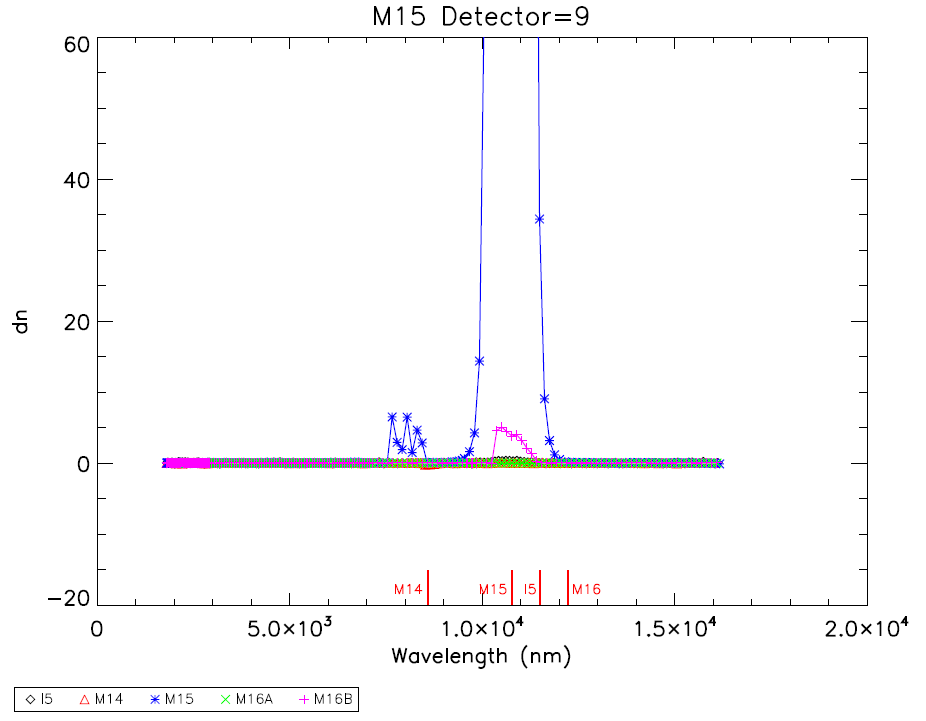 M15 Detector=9
60
40
20
0
−20
dn
M14
M15
I5
M16
0
5.0×10³
1.0×10⁴
1.5×10⁴
2.0×10⁴
Wavelength (nm)
I5 M14 M15 M16A M16B